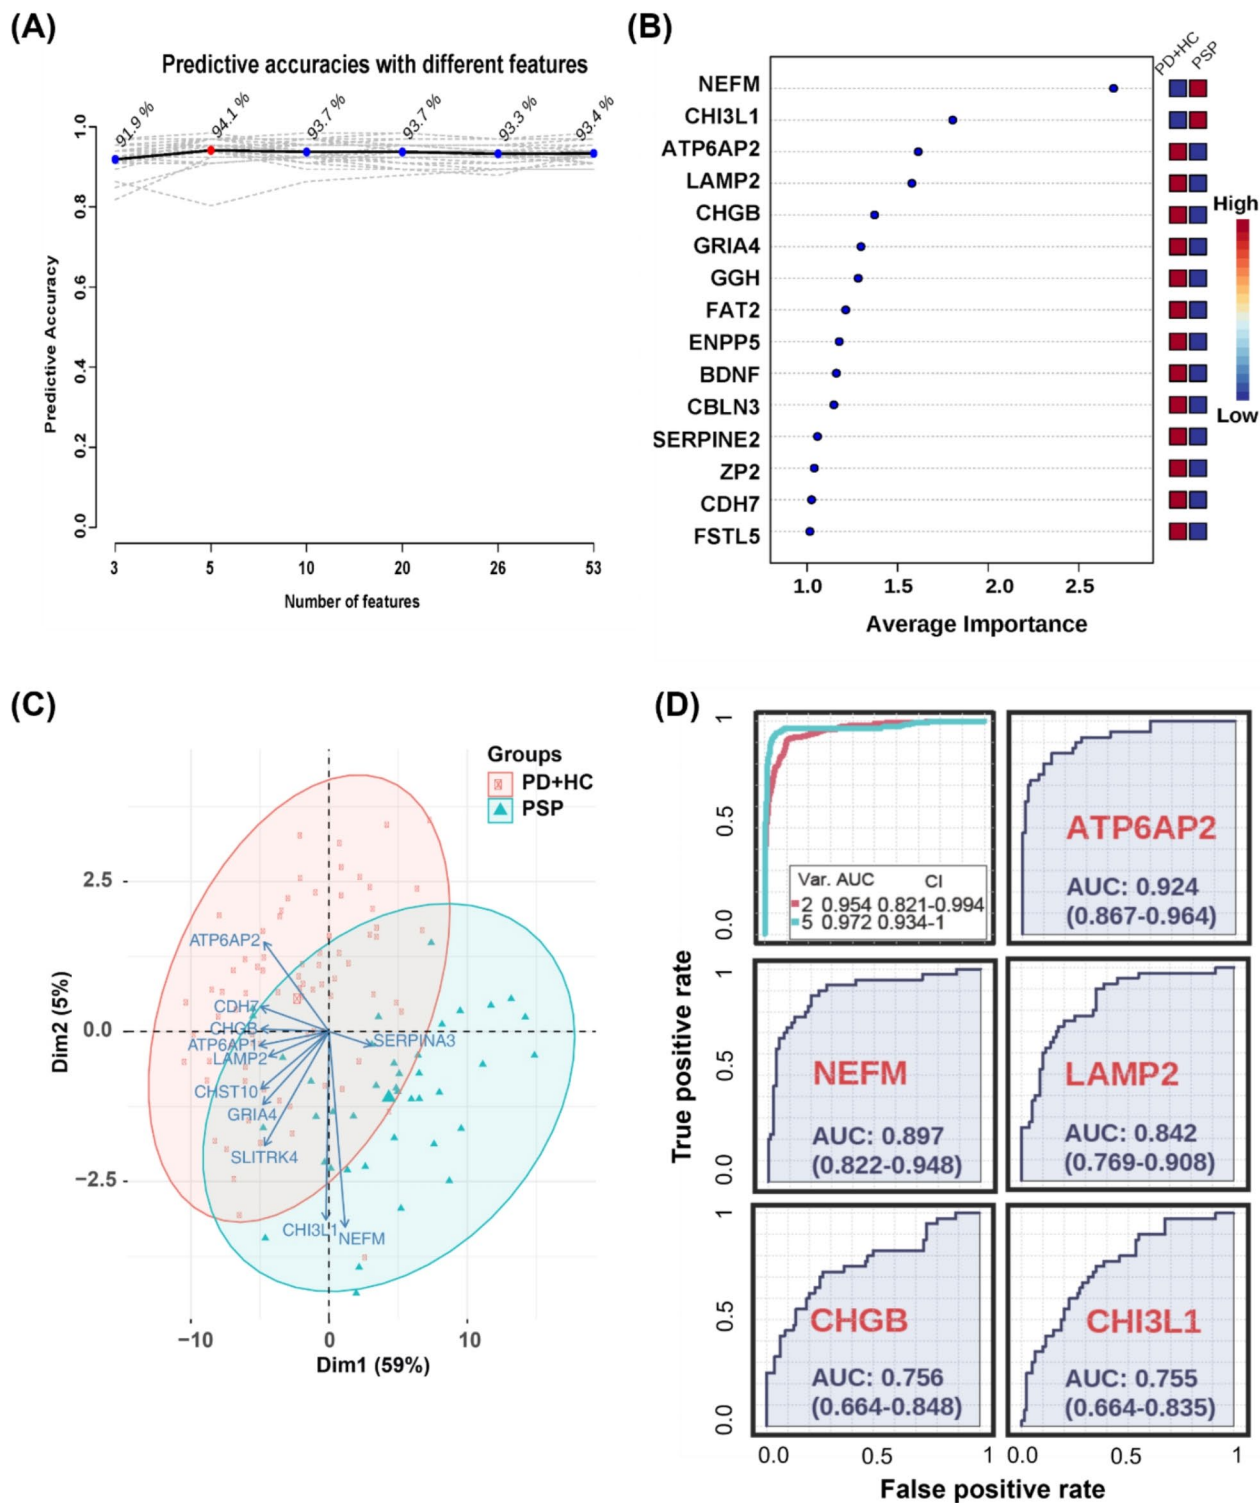 (A)
Predictive accuracies with different features
91.9 %
94.1 %
93.7 %
93.7 %
93.3 %
93.4 %
Predictive Accuracy
1.0
0.8
0.6
0.4
0.2
0.0
3 5 10 20 26 53
Number of features
(B)
PD+HC
PSP
NEFM
CHI3L1
ATP6AP2
LAMP2
CHGB
GRIA4
GGH
FAT2
ENPP5
BDNF
CBLN3
SERPINE2
ZP2
CDH7
FSTL5
High
Low
1.0 1.5 2.0 2.5
Average Importance
(C)
Groups
PD+HC
PSP
Dim2 (5%)
2.5
0.0
−2.5
ATP6AP2
CDH7
CHGB
ATP6AP1
LAMP2
CHST10
GRIA4
SLITRK4
SERPINA3
CHI3L1
NEFM
−10 0 10
Dim1 (59%)
(D)
True positive rate
1
0.5
0.0
Var. AUC CI
2 0.954 0.821-0.994
5 0.972 0.934-1
ATP6AP2
AUC: 0.924
(0.867-0.964)
1
0.5
0.0
NEFM
AUC: 0.897
(0.822-0.948)
LAMP2
AUC: 0.842
(0.769-0.908)
1
0.5
0.0
CHGB
AUC: 0.756
(0.664-0.848)
CHI3L1
AUC: 0.755
(0.664-0.835)
0.0 0.5 1
0.0 0.5 1
False positive rate